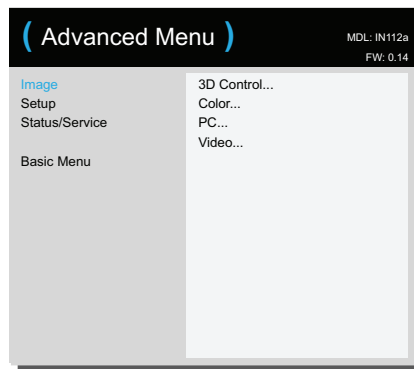 ( Advanced Menu )
MDL: IN112a
FW: 0.14
Image
Setup
Status/Service
Basic Menu
3D Control...
Color...
PC...
Video...